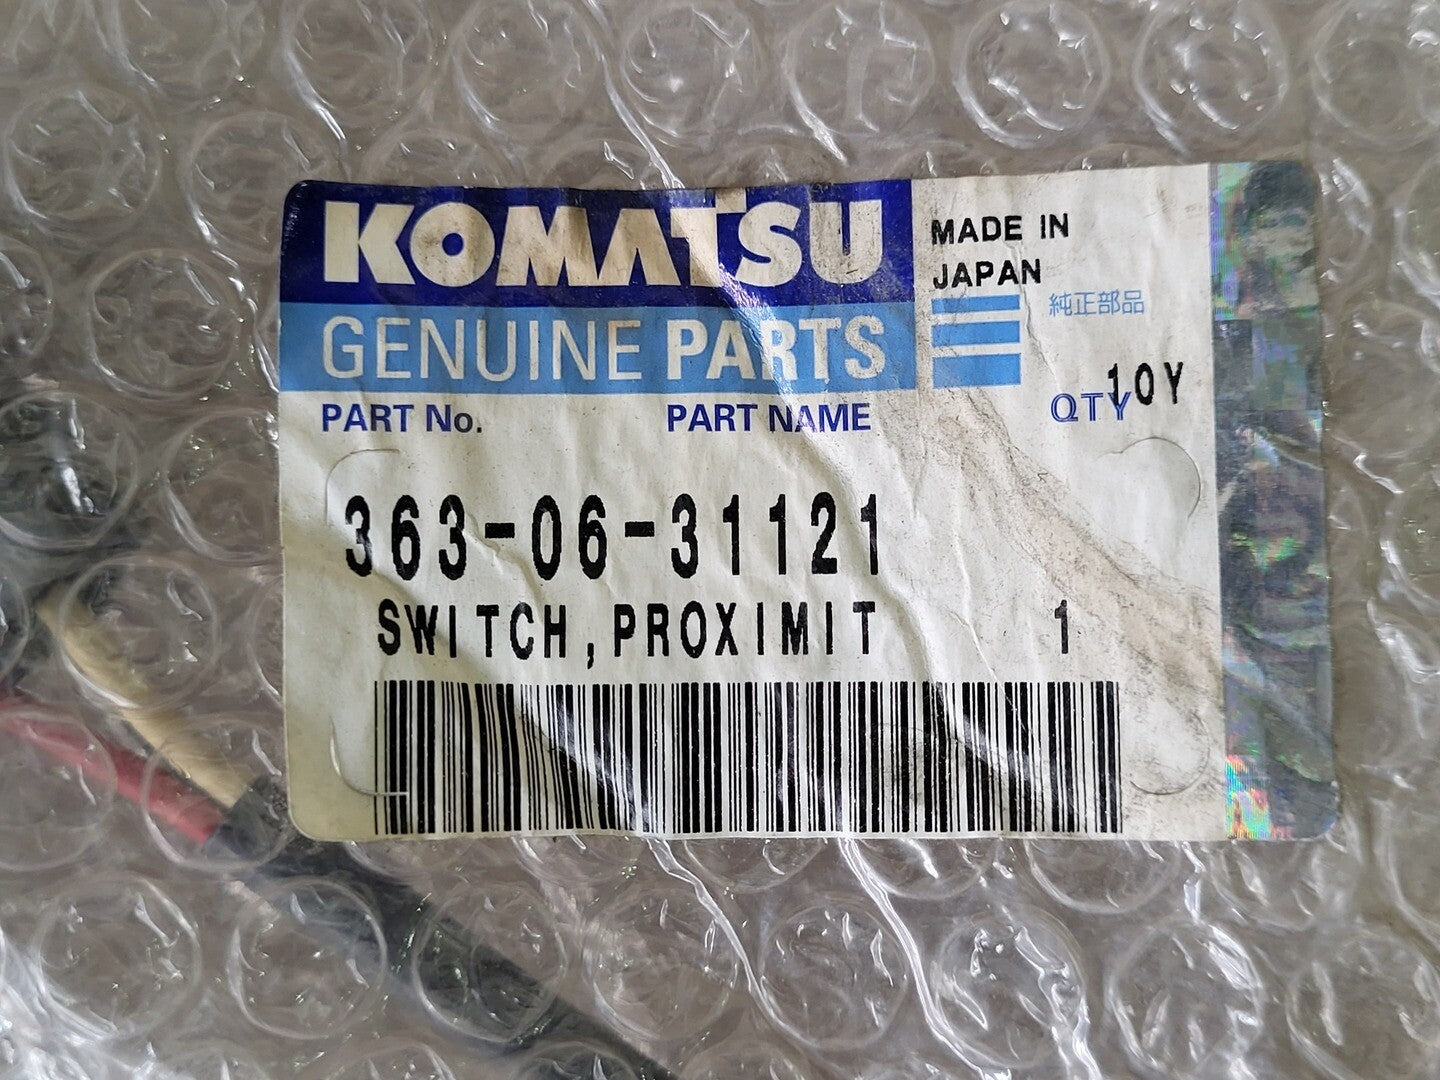 KOMATSU
GENUINE PARTS
MADE IN
JAPAN
純正部品
PART No.
PART NAME
QTY
10Y
363-06-31121
SWITCH,PROXIMIT
1